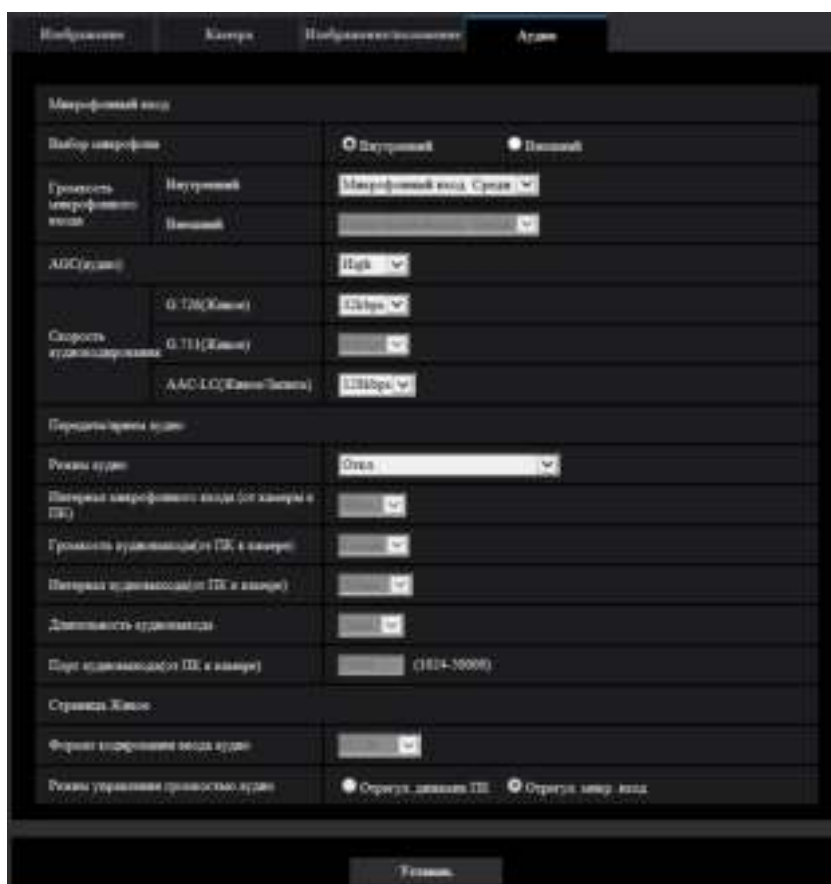 Изображение
Камера
Изображение/положение
Аудио
Микрофонный вход
Выбор микрофона
Внутренний
Внешний
Громкость микрофонного входа
Внутренний
Микрофонный вход. Средн
Внешний
AGC(аудио)
High
Скорость аудиокодирования
G.726(Живое)
32kbps
G.711(Живое)
AAC-LC(Живое/Запись)
128kbps
Передача/прием аудио
Режим аудио
Откл.
Интервал микрофонного входа (от камеры к
ПК)
Громкость аудиовыхода(от ПК к камере)
Интервал аудиовыхода(от ПК к камере)
Длительность аудиовыхода
Порт аудиовыхода(от ПК к камере)
(1024-50000)
Страница Живое
Формат кодирования входа аудио
Режим управления громкостью аудио
Отрегул. динамик ПК
Отрегул. микр. вход
Установ.